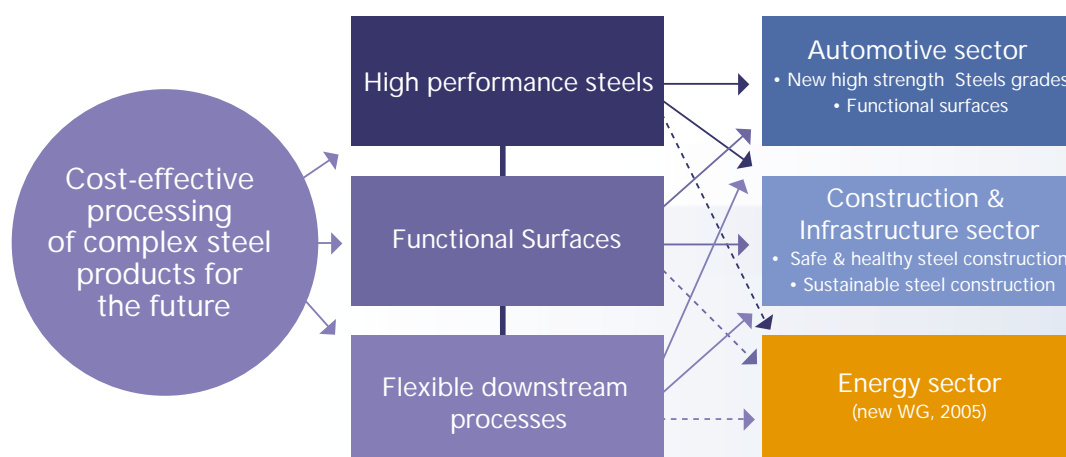 Cost-effective
processing
of complex steel
products for
the future
High performance steels
Functional Surfaces
Flexible downstream
processes
Automotive sector
• New high strength Steels grades
• Functional surfaces
Construction &
Infrastructure sector
• Safe & healthy steel construction
• Sustainable steel construction
Energy sector
(new WG, 2005)